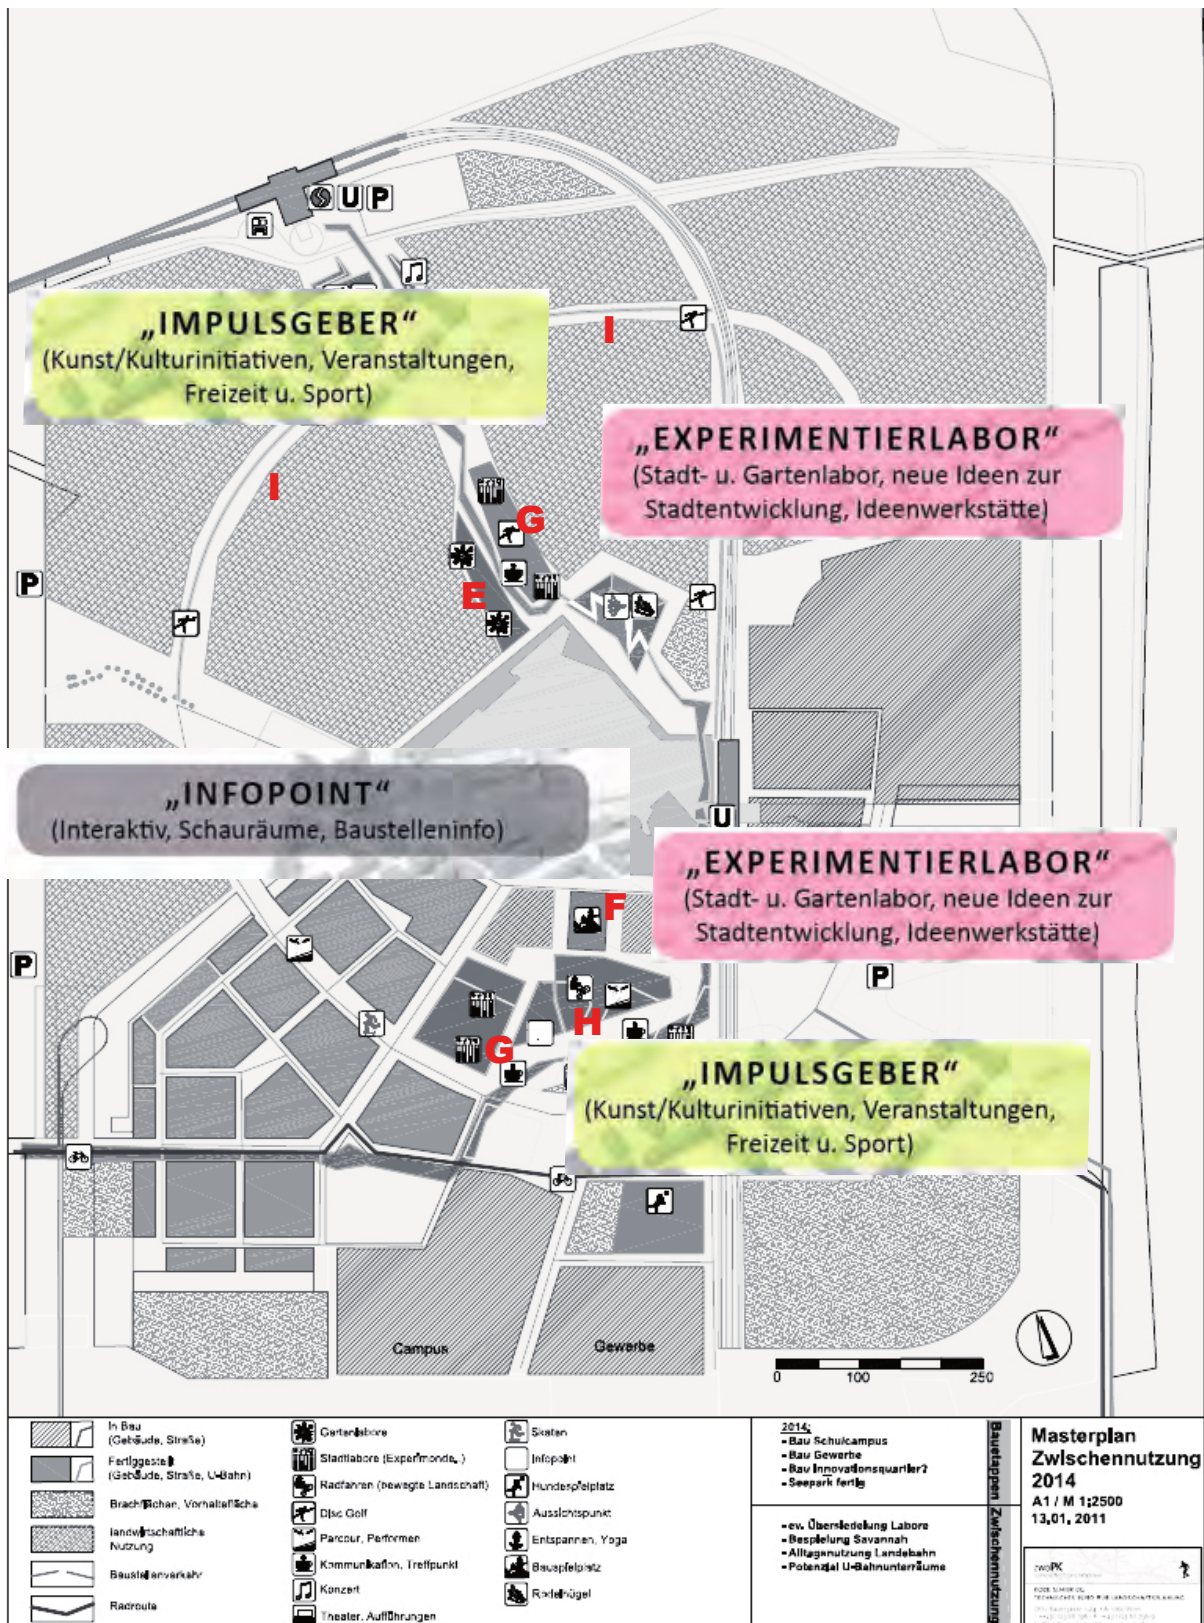 U P
„IMPULSGEBER“
(Kunst/Kulturinitiativen, Veranstaltungen,
Freizeit u. Sport)
I
„EXPERIMENTIERLABOR“
(Stadt- u. Gartenlabor, neue Ideen zur
Stadtentwicklung, Ideenwerkstätte)
I
G
P
E
„INFOPOINT“
(Interaktiv, Schauräume, Baustelleninfo)
U
„EXPERIMENTIERLABOR“
(Stadt- u. Gartenlabor, neue Ideen zur
Stadtentwicklung, Ideenwerkstätte)
F
P
P
H
G
„IMPULSGEBER“
(Kunst/Kulturinitiativen, Veranstaltungen,
Freizeit u. Sport)
Campus
Gewerbe
0 100 250
In Bau
(Gebäude, Straße)
Fertiggestellt
(Gebäude, Straße, U-Bahn)
Brachflächen, Vorhaltefläche
landwirtschaftliche
Nutzung
Baustellenverkehr
Radroute
Gartenlabore
Stadtlabore (Experimonde,.)
Radfahren (bewegte Landschaft)
Disc Golf
Parcour, Performen
Kommunikation, Treffpunkt
Konzert
Theater, Aufführungen
Skaten
Infopoint
Hundespielplatz
Aussichtspunkt
Entspannen, Yoga
Bauspielplatz
Rodelhügel
2014:
- Bau Schulcampus
- Bau Gewerbe
- Bau Innovationsquartier?
- Seepark fertig
- ev. Übersiedelung Labore
- Bespielung Savannah
- Alltagsnutzung Landebahn
- Potenzial U-Bahnunterräume
Bauetappen Zwischennutzung
Masterplan
Zwischennutzung
2014
A1 / M 1:2500
13.01. 2011
zwoPK